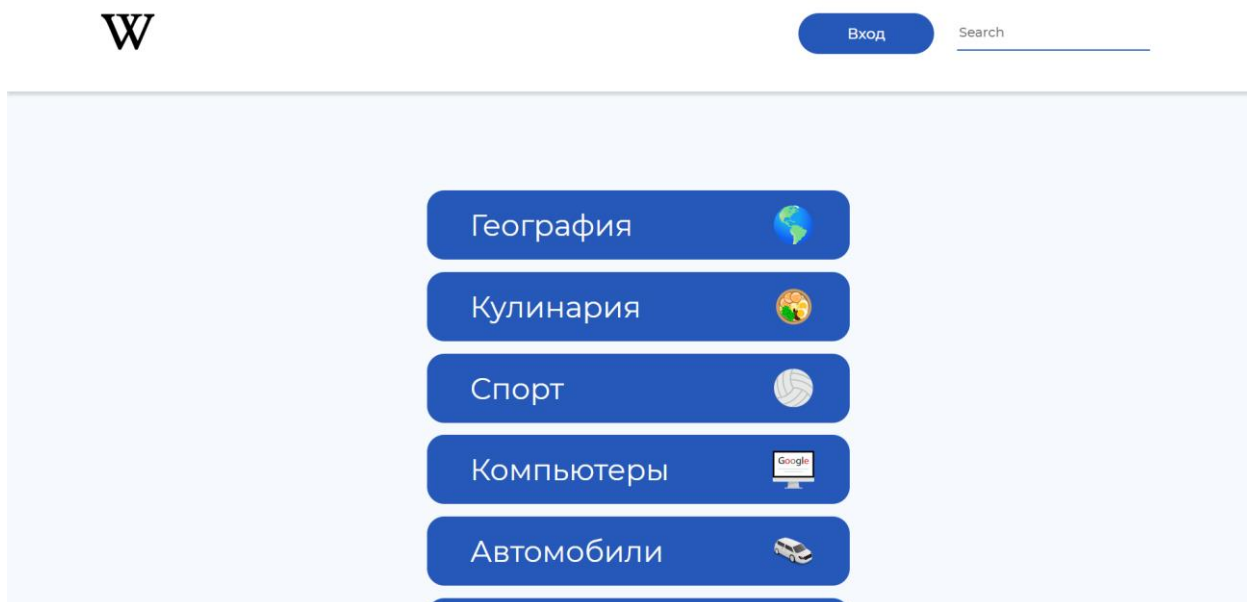 W
Вход
Search
География
Кулинария
Спорт
Компьютеры
Google
Автомобили